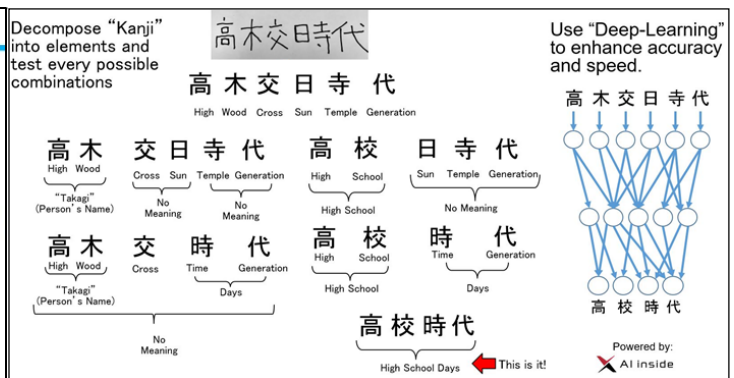 Decompose “Kanji”
into elements and
test every possible
combinations
高木交日時代
高 木 交 日 寺 代
High Wood Cross Sun Temple Generation
高 木 交 日 寺 代
High Wood Cross Sun Temple Generation
“Takagi”
(Person's Name)
No
Meaning
No
Meaning
高 校 日 寺 代
High School Sun Temple Generation
High School
No Meaning
高 木 交 時 代
High Wood Cross Time Generation
“Takagi”
(Person's Name)
Days
No
Meaning
高 校 時 代
High School Time Generation
High School
Days
高校時代
High School Days
This is it!
Use “Deep-Learning”
to enhance accuracy
and speed.
高 木 交 日 寺 代
高 校 時 代
Powered by:
AI inside